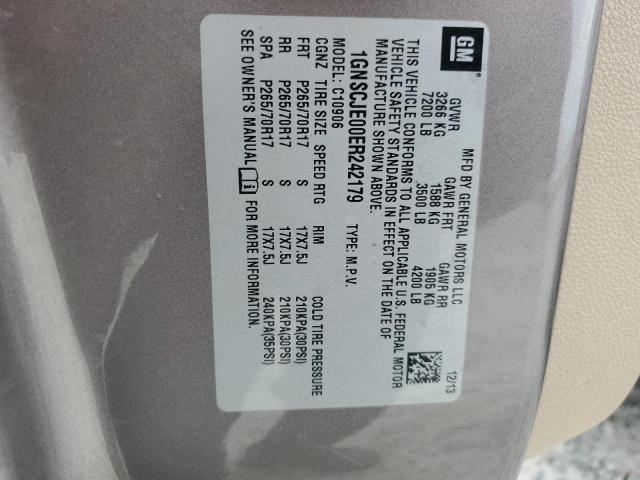 GM
MFD BY GENERAL MOTORS LLC 12/13
GVWR GAWR FRT GAWR RR
3266 KG 1588 KG 1905 KG
7200 LB 3500 LB 4200 LB
THIS VEHICLE CONFORMS TO ALL APPLICABLE U.S. FEDERAL MOTOR
VEHICLE SAFETY STANDARDS IN EFFECT ON THE DATE OF
MANUFACTURE SHOWN ABOVE.
1GNSCJE00ER242179 TYPE: M.P.V.
MODEL: C10906
CGNZ TIRE SIZE SPEED RTG RIM COLD TIRE PRESSURE
FRT P265/70R17 S 17X7.5J 210KPA(30PSI)
RR P265/70R17 S 17X7.5J 210KPA(30PSI)
SPA P265/70R17 S 17X7.5J 240KPA(35PSI)
SEE OWNER'S MANUAL FOR MORE INFORMATION.